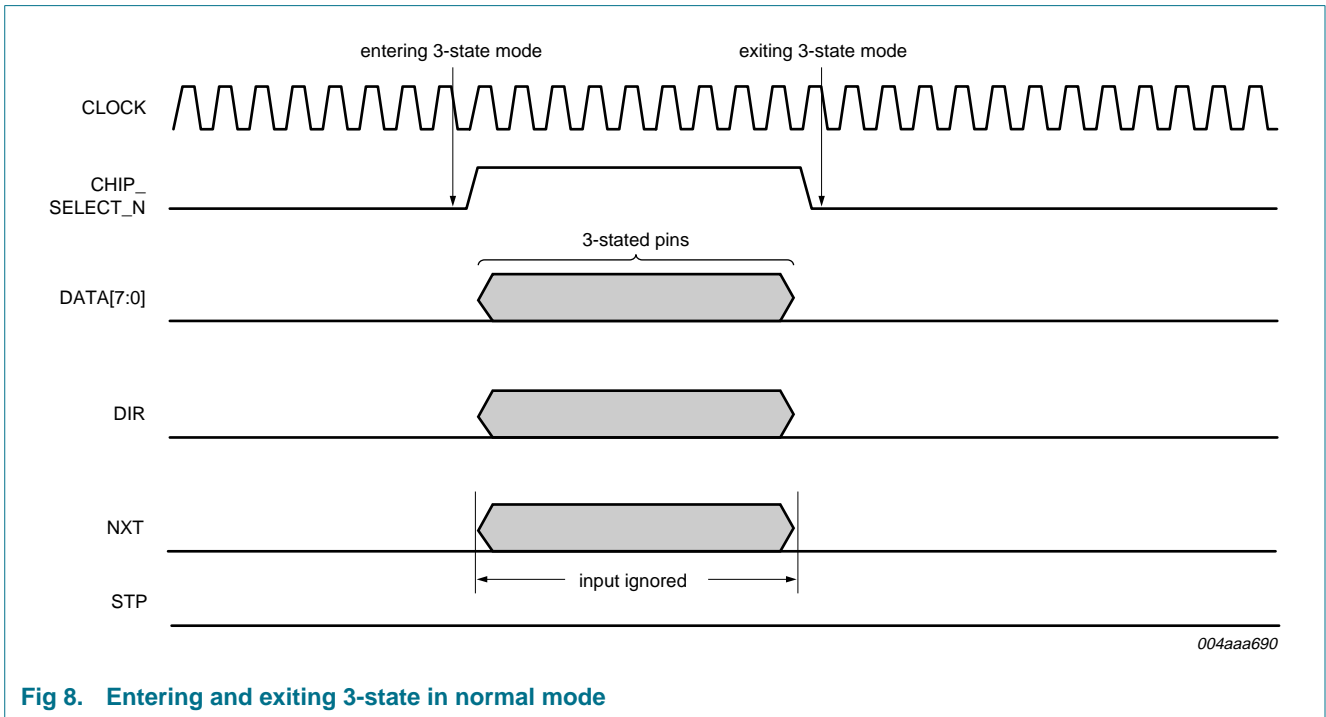 entering 3-state mode
exiting 3-state mode
CLOCK
CHIP_
SELECT_N
3-stated pins
DATA[7:0]
DIR
NXT
input ignored
STP
004aaa690
Fig 8. Entering and exiting 3-state in normal mode